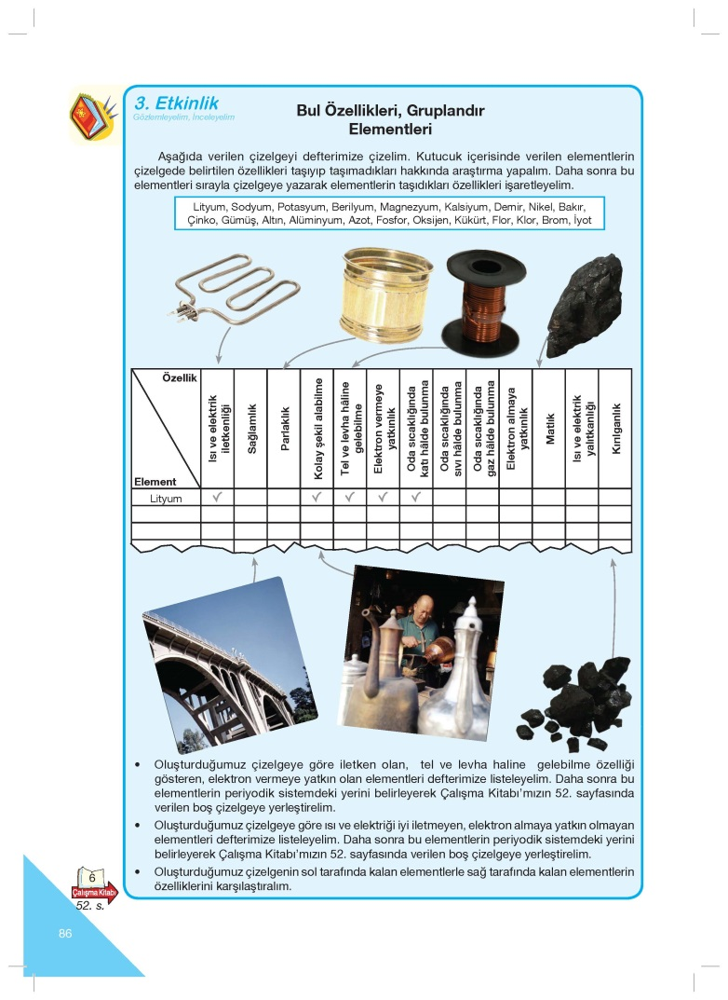 3. Etkinlik
Gözlemleyelim, İnceleyelim
Bul Özellikleri, Gruplandır
Elementleri
Aşağıda verilen çizelgeyi defterimize çizelim. Kutucuk içerisinde verilen elementlerin
çizelgede belirtilen özellikleri taşıyıp taşımadıkları hakkında araştırma yapalım. Daha sonra bu
elementleri sırayla çizelgeye yazarak elementlerin taşıdıkları özellikleri işaretleyelim.
Lityum, Sodyum, Potasyum, Berilyum, Magnezyum, Kalsiyum, Demir, Nikel, Bakır,
Çinko, Gümüş, Altın, Alüminyum, Azot, Fosfor, Oksijen, Kükürt, Flor, Klor, Brom, İyot
Özellik
Element
Isı ve elektrik
iletkenliği
Sağlamlık
Parlaklık
Kolay şekil alabilme
Tel ve levha hâline
gelebilme
Elektron vermeye
yatkınlık
Oda sıcaklığında
katı hâlde bulunma
Oda sıcaklığında
sıvı hâlde bulunma
Oda sıcaklığında
gaz hâlde bulunma
Elektron almaya
yatkınlık
Matlık
Isı ve elektrik
yalıtkanlığı
Kırılganlık
Lityum ✓ ✓ ✓ ✓ ✓
• Oluşturduğumuz çizelgeye göre iletken olan, tel ve levha haline gelebilme özelliği
gösteren, elektron vermeye yatkın olan elementleri defterimize listeleyelim. Daha sonra bu
elementlerin periyodik sistemdeki yerini belirleyerek Çalışma Kitabı'mızın 52. sayfasında
verilen boş çizelgeye yerleştirelim.
• Oluşturduğumuz çizelgeye göre ısı ve elektriği iyi iletmeyen, elektron almaya yatkın olmayan
elementleri defterimize listeleyelim. Daha sonra bu elementlerin periyodik sistemdeki yerini
belirleyerek Çalışma Kitabı'mızın 52. sayfasında verilen boş çizelgeye yerleştirelim.
• Oluşturduğumuz çizelgenin sol tarafında kalan elementlerle sağ tarafında kalan elementlerin
özelliklerini karşılaştıralım.
6
Çalışma Kitabı
52. s.
86